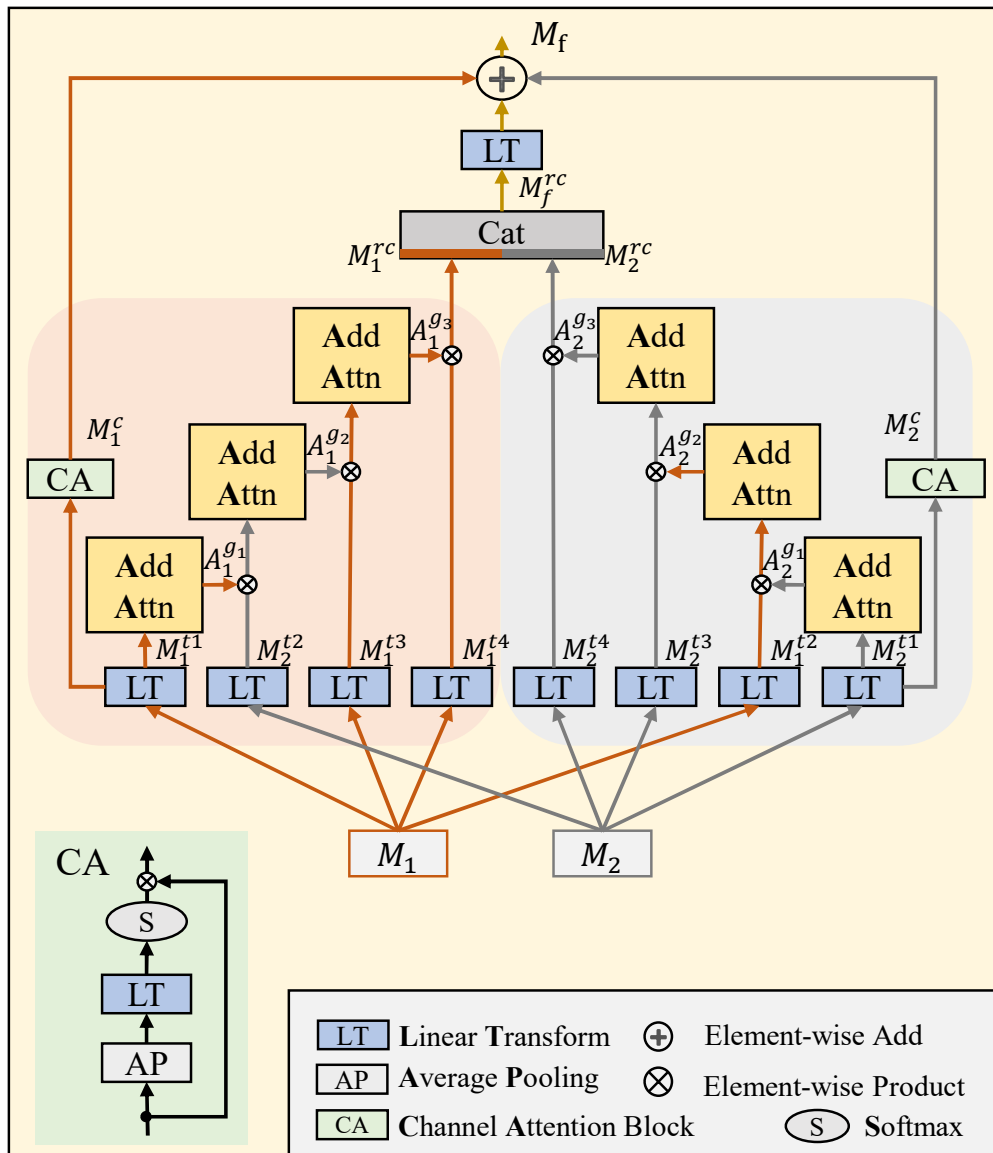 M_f
LT
M_f^{rc}
Cat
M_1^{rc} M_2^{rc}
Add Attn A_1^{g_3} A_2^{g_3} Add Attn
M_1^c M_2^c
Add Attn A_1^{g_2} A_2^{g_2} Add Attn
CA CA
Add Attn A_1^{g_1} A_2^{g_1} Add Attn
M_1^{t1} M_2^{t2} M_1^{t3} M_1^{t4} M_2^{t4} M_2^{t3} M_1^{t2} M_2^{t1}
LT LT LT LT LT LT LT LT
M_1 M_2
CA
S
LT
AP
LT Linear Transform
Element-wise Add
AP Average Pooling
Element-wise Product
CA Channel Attention Block
S Softmax